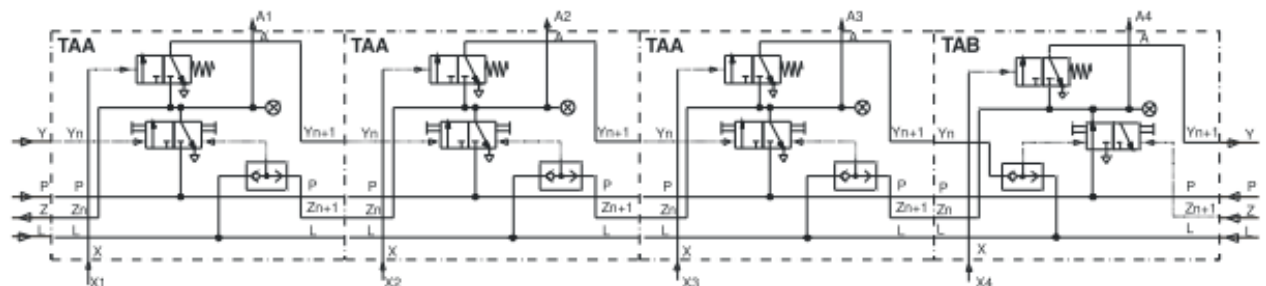 A1 A2 A3 A4
TAA A TAA A TAA A TAB A
Y Yn Yn+1 Yn Yn+1 Yn Yn+1 Yn Yn+1 Y
P P P P P P P P P P
Z Zn Zn+1 Zn Zn+1 Zn Zn+1 Zn Zn+1 Z
L L L L L L L L L L
X X X X
X1 X2 X3 X4